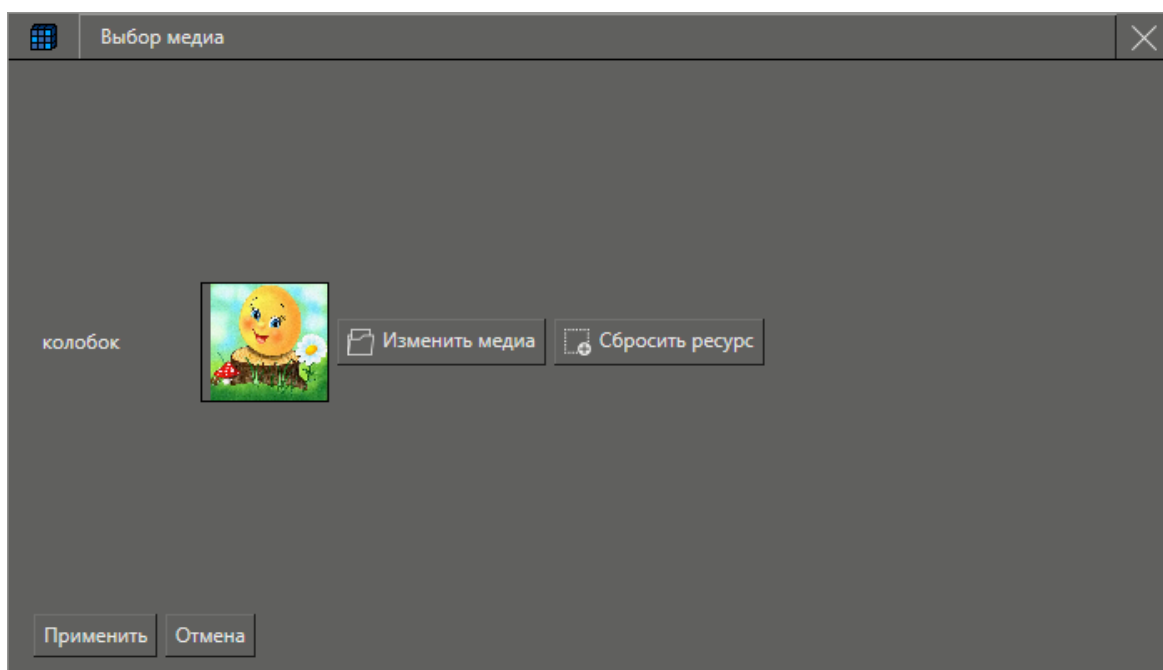 Выбор медиа
колобок
Изменить медиа
Сбросить ресурс
Применить
Отмена